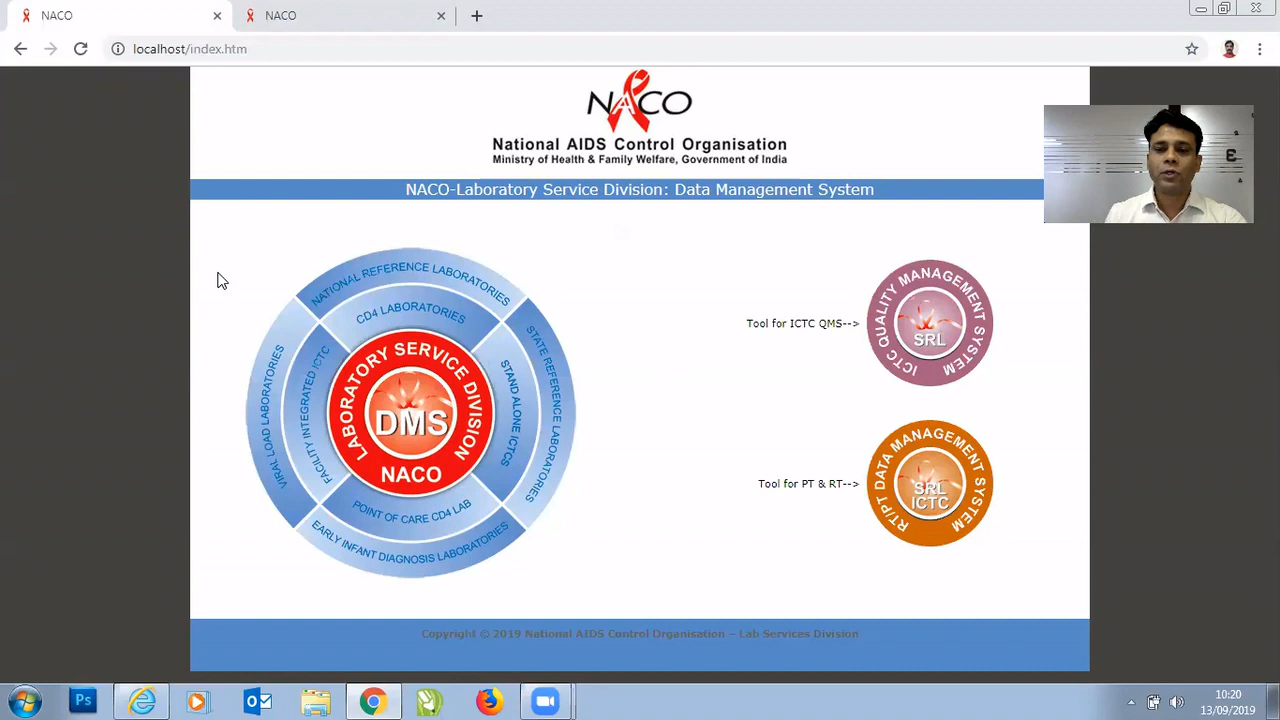 NACO
NACO
localhost/index.htm
NACO
National AIDS Control Organisation
Ministry of Health & Family Welfare, Government of India
NACO-Laboratory Service Division: Data Management System
NATIONAL REFERENCE LABORATORIES
CD4 LABORATORIES
STATE REFERENCE LABORATORIES
STAND ALONE ICTCS
VIRAL LOAD LABORATORIES
FACILITY INTEGRATED ICTC
LABORATORY SERVICE DIVISION
DMS
NACO
POINT OF CARE CD4 LAB
EARLY INFANT DIAGNOSIS LABORATORIES
Tool for ICTC QMS-->
ICTC QUALITY MANAGEMENT SYSTEM
SRL
Tool for PT & RT-->
RT/PT DATA MANAGEMENT SYSTEM
SRL
ICTC
Copyright © 2019 National AIDS Control Organisation – Lab Services Division
Ps
10:20
13/09/2019